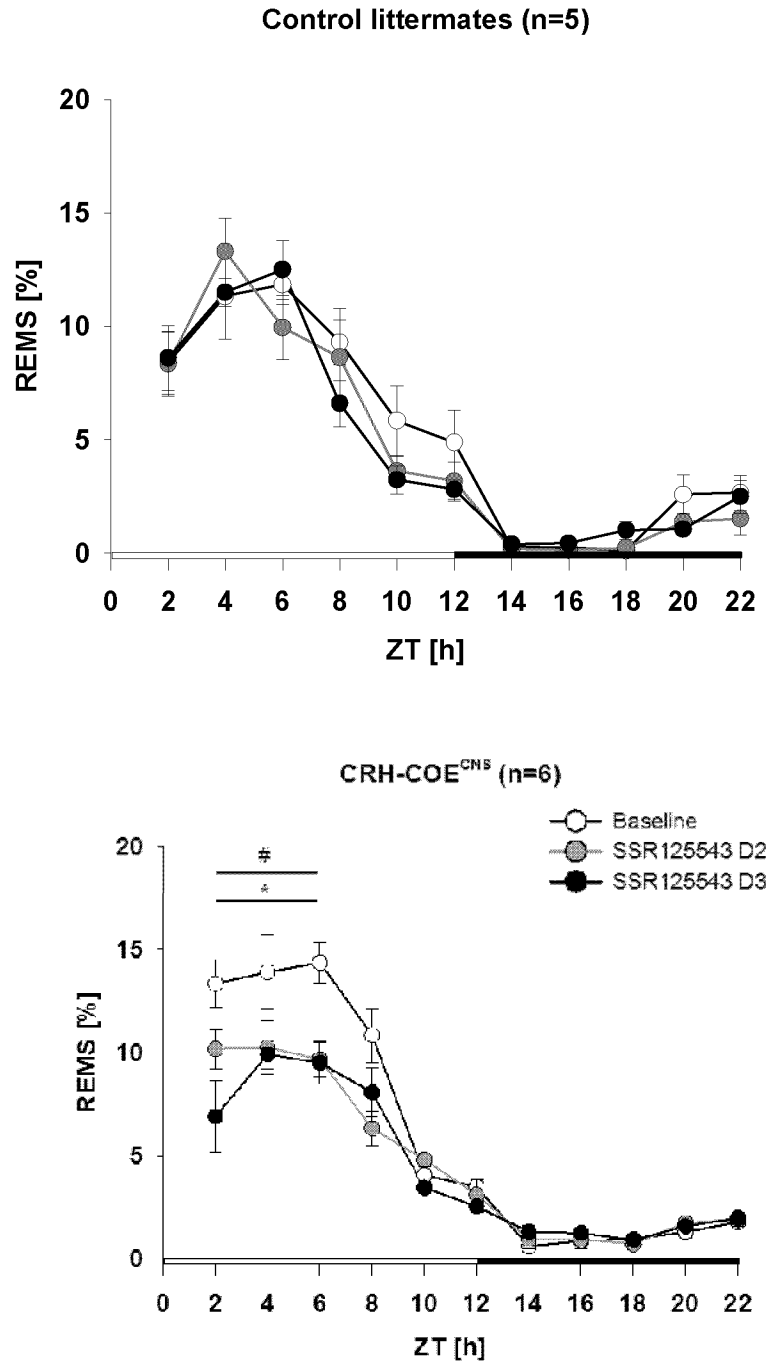 Control littermates (n=5)
20
15
10
5
0
REMS [%]
0 2 4 6 8 10 12 14 16 18 20 22
ZT [h]
CRH-COE^CNS (n=6)
Baseline
SSR125543 D2
SSR125543 D3
#
*
20
15
10
5
0
REMS [%]
0 2 4 6 8 10 12 14 16 18 20 22
ZT [h]